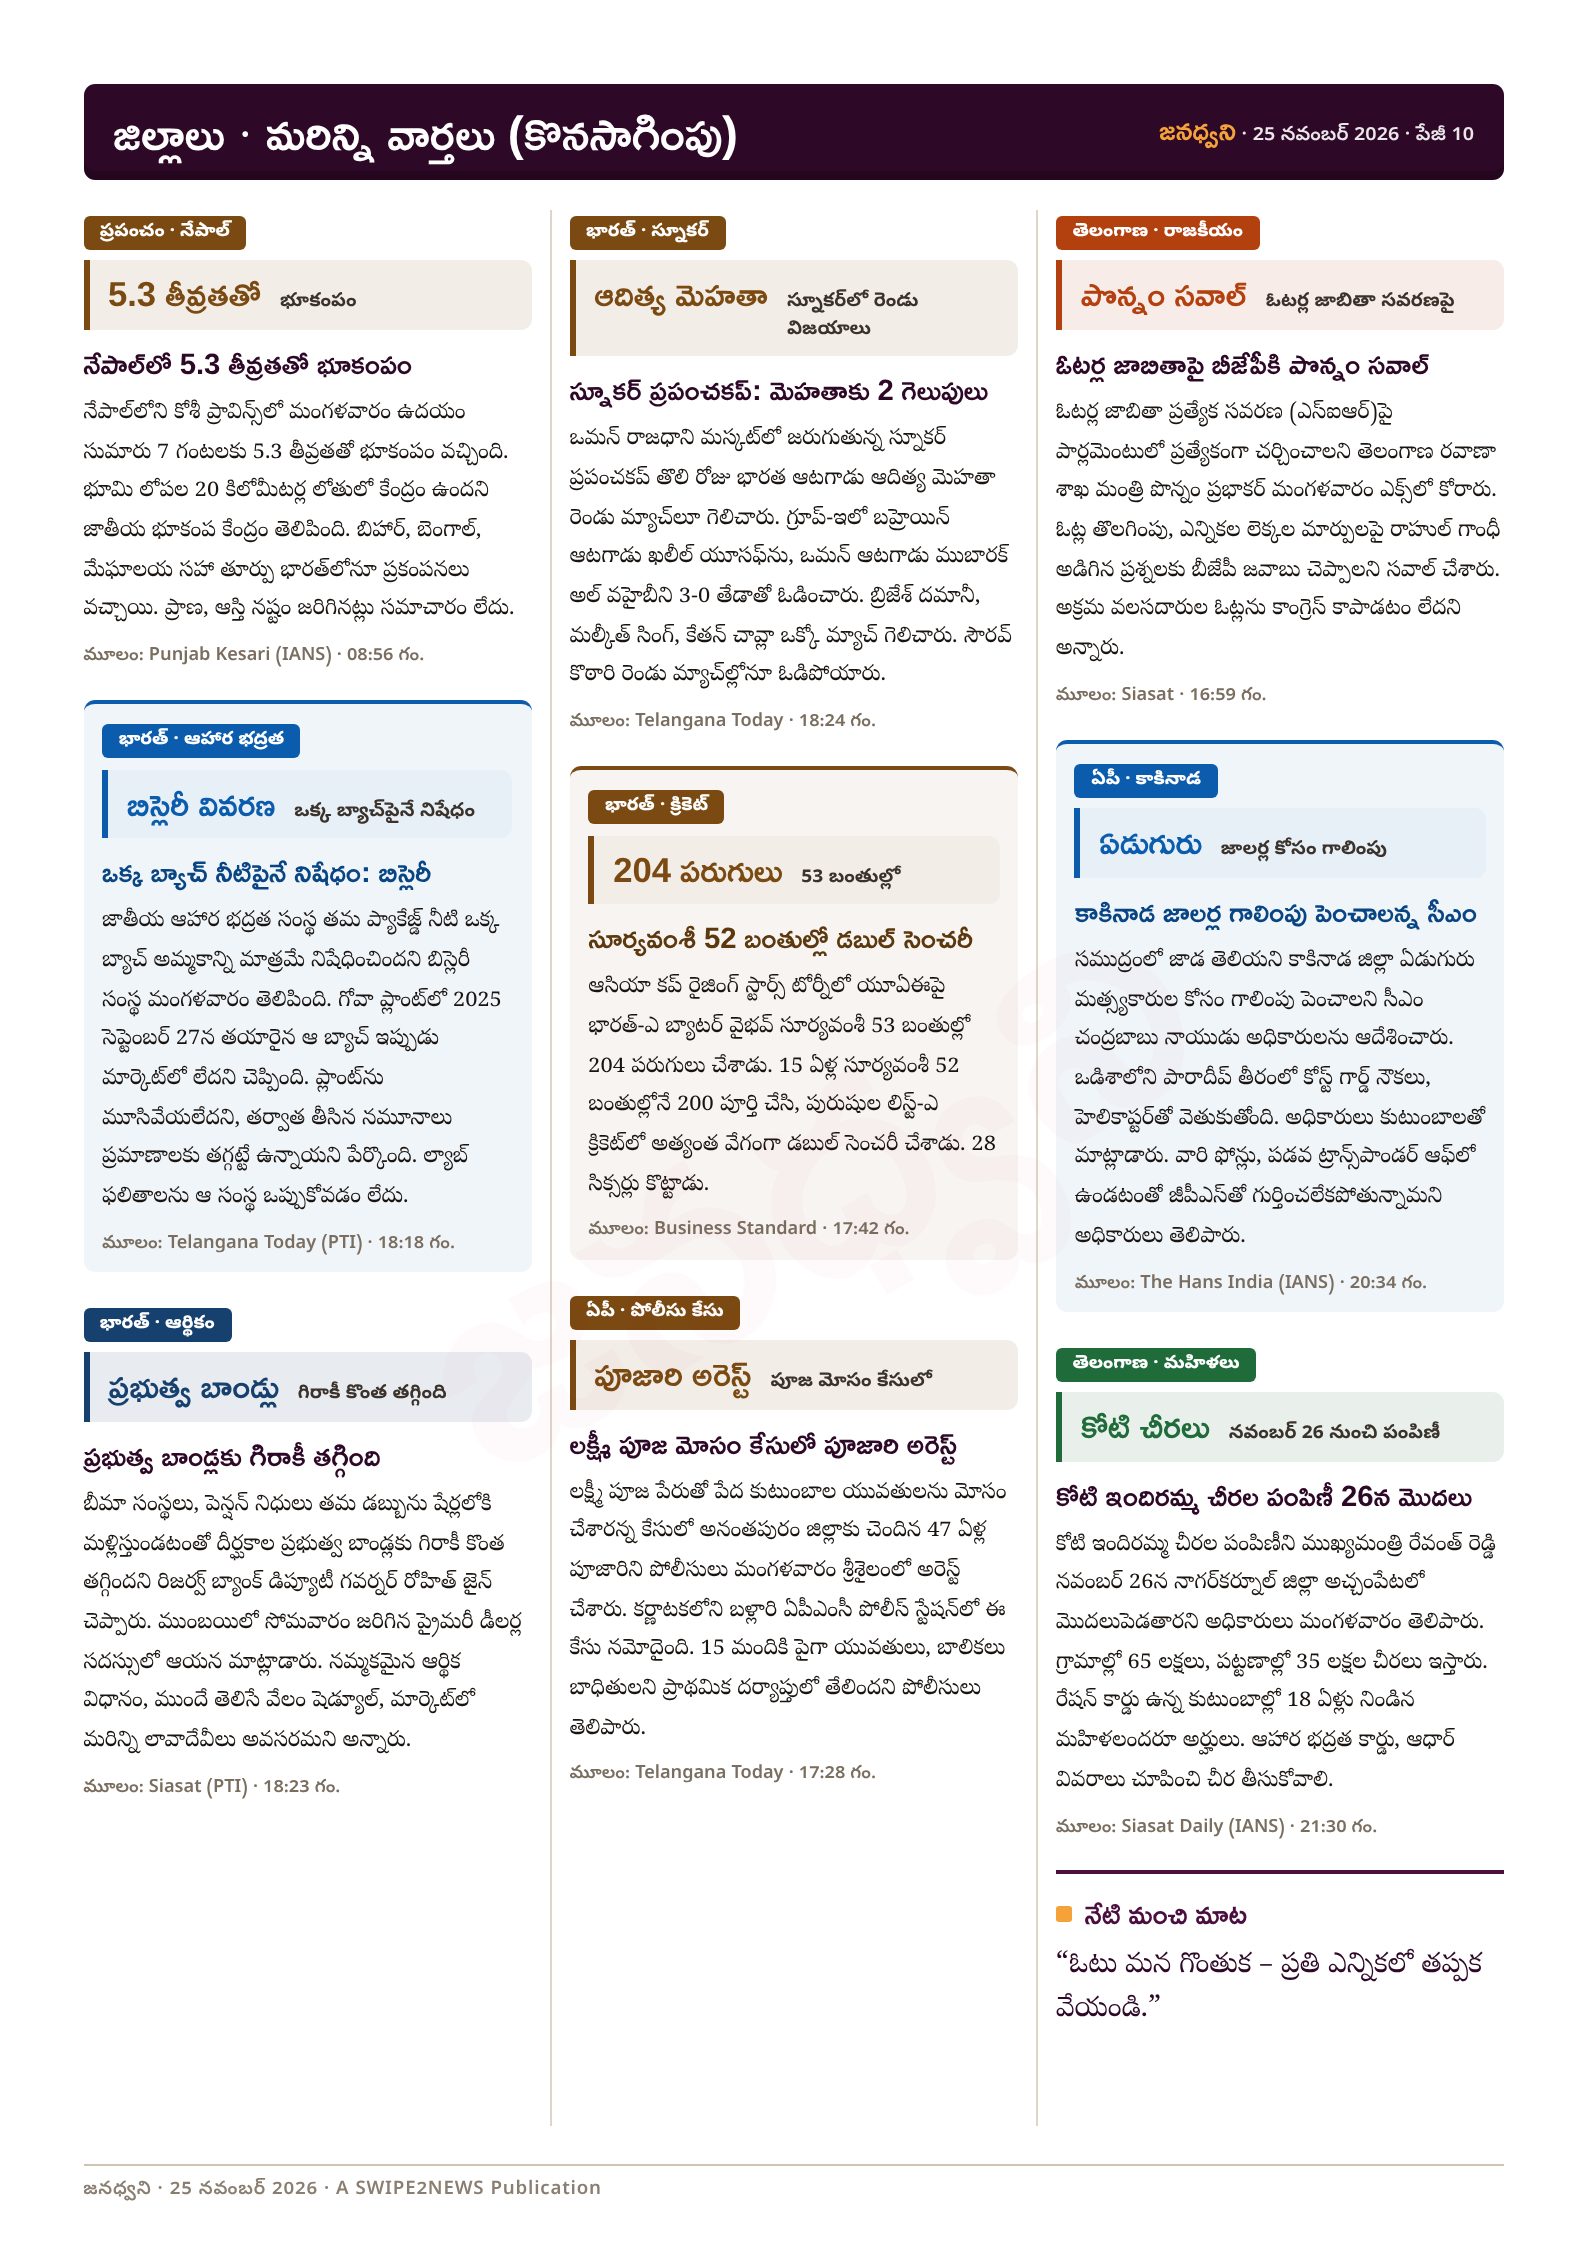 జిల్లాలు · మరిన్ని వార్తలు (కొనసాగింపు)
జనధ్వని · 25 నవంబర్ 2026 · పేజీ 10
ప్రపంచం · నేపాల్
5.3 తీవ్రతతో భూకంపం
నేపాల్‌లో 5.3 తీవ్రతతో భూకంపం
నేపాల్‌లోని కోశీ ప్రావిన్స్‌లో మంగళవారం ఉదయం
సుమారు 7 గంటలకు 5.3 తీవ్రతతో భూకంపం వచ్చింది.
భూమి లోపల 20 కిలోమీటర్ల లోతులో కేంద్రం ఉందని
జాతీయ భూకంప కేంద్రం తెలిపింది. బిహార్, బెంగాల్,
మేఘాలయ సహా తూర్పు భారత్‌లోనూ ప్రకంపనలు
వచ్చాయి. ప్రాణ, ఆస్తి నష్టం జరిగినట్లు సమాచారం లేదు.
మూలం: Punjab Kesari (IANS) · 08:56 గం.
భారత్ · ఆహార భద్రత
బిస్లెరీ వివరణ ఒక్క బ్యాచ్‌పైనే నిషేధం
ఒక్క బ్యాచ్ నీటిపైనే నిషేధం: బిస్లెరీ
జాతీయ ఆహార భద్రత సంస్థ తమ ప్యాకేజ్డ్ నీటి ఒక్క
బ్యాచ్ అమ్మకాన్ని మాత్రమే నిషేధించిందని బిస్లెరీ
సంస్థ మంగళవారం తెలిపింది. గోవా ప్లాంట్‌లో 2025
సెప్టెంబర్ 27న తయారైన ఆ బ్యాచ్ ఇప్పుడు
మార్కెట్‌లో లేదని చెప్పింది. ప్లాంట్‌ను
మూసివేయలేదని, తర్వాత తీసిన నమూనాలు
ప్రమాణాలకు తగ్గట్టే ఉన్నాయని పేర్కొంది. ల్యాబ్
ఫలితాలను ఆ సంస్థ ఒప్పుకోవడం లేదు.
మూలం: Telangana Today (PTI) · 18:18 గం.
భారత్ · ఆర్థికం
ప్రభుత్వ బాండ్లు గిరాకీ కొంత తగ్గింది
ప్రభుత్వ బాండ్లకు గిరాకీ తగ్గింది
బీమా సంస్థలు, పెన్షన్ నిధులు తమ డబ్బును షేర్లలోకి
మళ్లిస్తుండటంతో దీర్ఘకాల ప్రభుత్వ బాండ్లకు గిరాకీ కొంత
తగ్గిందని రిజర్వ్ బ్యాంక్ డిప్యూటీ గవర్నర్ రోహిత్ జైన్
చెప్పారు. ముంబయిలో సోమవారం జరిగిన ప్రైమరీ డీలర్ల
సదస్సులో ఆయన మాట్లాడారు. నమ్మకమైన ఆర్థిక
విధానం, ముందే తెలిసే వేలం షెడ్యూల్, మార్కెట్‌లో
మరిన్ని లావాదేవీలు అవసరమని అన్నారు.
మూలం: Siasat (PTI) · 18:23 గం.
భారత్ · స్నూకర్
ఆదిత్య మెహతా స్నూకర్‌లో రెండు
విజయాలు
స్నూకర్ ప్రపంచకప్: మెహతాకు 2 గెలుపులు
ఒమన్ రాజధాని మస్కట్‌లో జరుగుతున్న స్నూకర్
ప్రపంచకప్ తొలి రోజు భారత ఆటగాడు ఆదిత్య మెహతా
రెండు మ్యాచ్‌లూ గెలిచారు. గ్రూప్-ఇలో బహ్రెయిన్
ఆటగాడు ఖలీల్ యూసఫ్‌ను, ఒమన్ ఆటగాడు ముబారక్
అల్ వహైబీని 3-0 తేడాతో ఓడించారు. బ్రిజేశ్ దమానీ,
మల్కీత్ సింగ్, కేతన్ చావ్లా ఒక్కో మ్యాచ్ గెలిచారు. సౌరవ్
కొఠారి రెండు మ్యాచ్‌ల్లోనూ ఓడిపోయారు.
మూలం: Telangana Today · 18:24 గం.
భారత్ · క్రికెట్
204 పరుగులు 53 బంతుల్లో
సూర్యవంశీ 52 బంతుల్లో డబుల్ సెంచరీ
ఆసియా కప్ రైజింగ్ స్టార్స్ టోర్నీలో యూఏఈపై
భారత్-ఎ బ్యాటర్ వైభవ్ సూర్యవంశీ 53 బంతుల్లో
204 పరుగులు చేశాడు. 15 ఏళ్ల సూర్యవంశీ 52
బంతుల్లోనే 200 పూర్తి చేసి, పురుషుల లిస్ట్-ఎ
క్రికెట్‌లో అత్యంత వేగంగా డబుల్ సెంచరీ చేశాడు. 28
సిక్సర్లు కొట్టాడు.
మూలం: Business Standard · 17:42 గం.
ఏపీ · పోలీసు కేసు
పూజారి అరెస్ట్ పూజ మోసం కేసులో
లక్ష్మీ పూజ మోసం కేసులో పూజారి అరెస్ట్
లక్ష్మీ పూజ పేరుతో పేద కుటుంబాల యువతులను మోసం
చేశారన్న కేసులో అనంతపురం జిల్లాకు చెందిన 47 ఏళ్ల
పూజారిని పోలీసులు మంగళవారం శ్రీశైలంలో అరెస్ట్
చేశారు. కర్ణాటకలోని బళ్లారి ఏపీఎంసీ పోలీస్ స్టేషన్‌లో ఈ
కేసు నమోదైంది. 15 మందికి పైగా యువతులు, బాలికలు
బాధితులని ప్రాథమిక దర్యాప్తులో తేలిందని పోలీసులు
తెలిపారు.
మూలం: Telangana Today · 17:28 గం.
తెలంగాణ · రాజకీయం
పొన్నం సవాల్ ఓటర్ల జాబితా సవరణపై
ఓటర్ల జాబితాపై బీజేపీకి పొన్నం సవాల్
ఓటర్ల జాబితా ప్రత్యేక సవరణ (ఎస్ఐఆర్)పై
పార్లమెంటులో ప్రత్యేకంగా చర్చించాలని తెలంగాణ రవాణా
శాఖ మంత్రి పొన్నం ప్రభాకర్ మంగళవారం ఎక్స్‌లో కోరారు.
ఓట్ల తొలగింపు, ఎన్నికల లెక్కల మార్పులపై రాహుల్ గాంధీ
అడిగిన ప్రశ్నలకు బీజేపీ జవాబు చెప్పాలని సవాల్ చేశారు.
అక్రమ వలసదారుల ఓట్లను కాంగ్రెస్ కాపాడటం లేదని
అన్నారు.
మూలం: Siasat · 16:59 గం.
ఏపీ · కాకినాడ
ఏడుగురు జాలర్ల కోసం గాలింపు
కాకినాడ జాలర్ల గాలింపు పెంచాలన్న సీఎం
సముద్రంలో జాడ తెలియని కాకినాడ జిల్లా ఏడుగురు
మత్స్యకారుల కోసం గాలింపు పెంచాలని సీఎం
చంద్రబాబు నాయుడు అధికారులను ఆదేశించారు.
ఒడిశాలోని పారాదీప్ తీరంలో కోస్ట్ గార్డ్ నౌకలు,
హెలికాప్టర్‌తో వెతుకుతోంది. అధికారులు కుటుంబాలతో
మాట్లాడారు. వారి ఫోన్లు, పడవ ట్రాన్స్‌పాండర్ ఆఫ్‌లో
ఉండటంతో జీపీఎస్‌తో గుర్తించలేకపోతున్నామని
అధికారులు తెలిపారు.
మూలం: The Hans India (IANS) · 20:34 గం.
తెలంగాణ · మహిళలు
కోటి చీరలు నవంబర్ 26 నుంచి పంపిణీ
కోటి ఇందిరమ్మ చీరల పంపిణీ 26న మొదలు
కోటి ఇందిరమ్మ చీరల పంపిణీని ముఖ్యమంత్రి రేవంత్ రెడ్డి
నవంబర్ 26న నాగర్‌కర్నూల్ జిల్లా అచ్చంపేటలో
మొదలుపెడతారని అధికారులు మంగళవారం తెలిపారు.
గ్రామాల్లో 65 లక్షలు, పట్టణాల్లో 35 లక్షల చీరలు ఇస్తారు.
రేషన్ కార్డు ఉన్న కుటుంబాల్లో 18 ఏళ్లు నిండిన
మహిళలందరూ అర్హులు. ఆహార భద్రత కార్డు, ఆధార్
వివరాలు చూపించి చీర తీసుకోవాలి.
మూలం: Siasat Daily (IANS) · 21:30 గం.
నేటి మంచి మాట
“ఓటు మన గొంతుక – ప్రతి ఎన్నికలో తప్పక
వేయండి.”
జనధ్వని · 25 నవంబర్ 2026 · A SWIPE2NEWS Publication
జనధ్వని